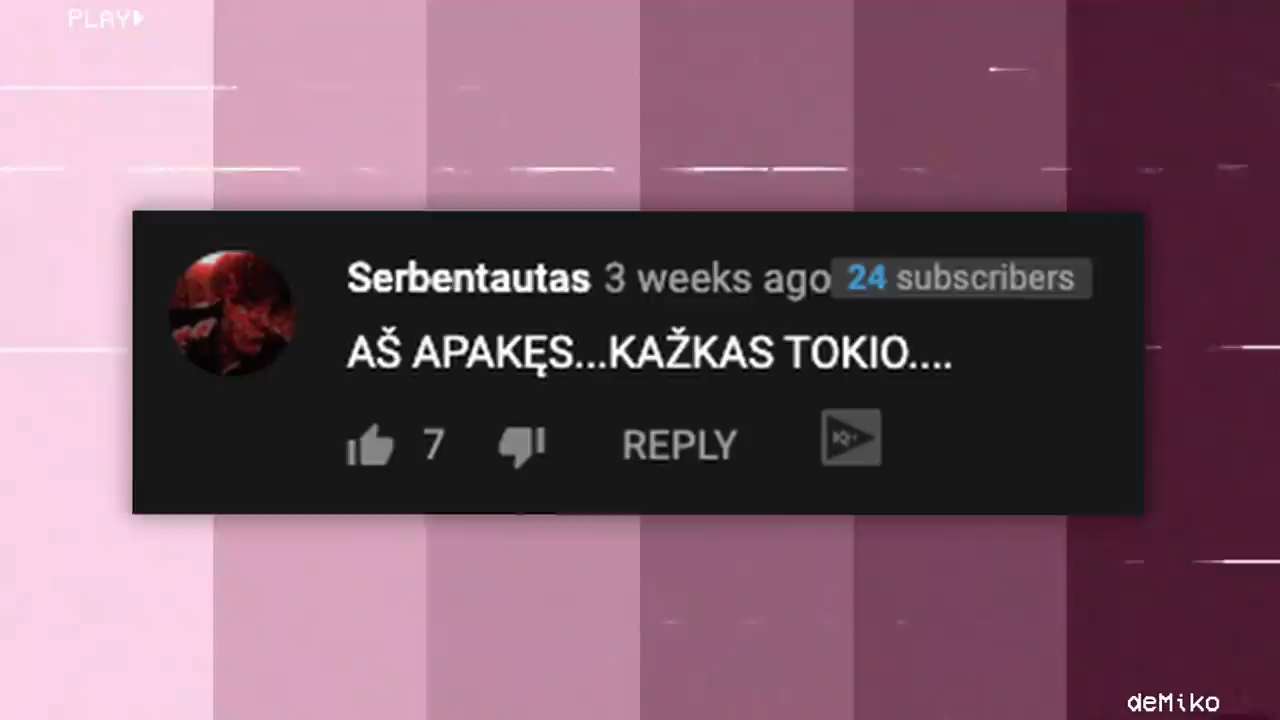 PLAY
Serbentautas 3 weeks ago 24 subscribers
AŠ APAKĘS...KAŽKAS TOKIO....
7 REPLY
deMiko